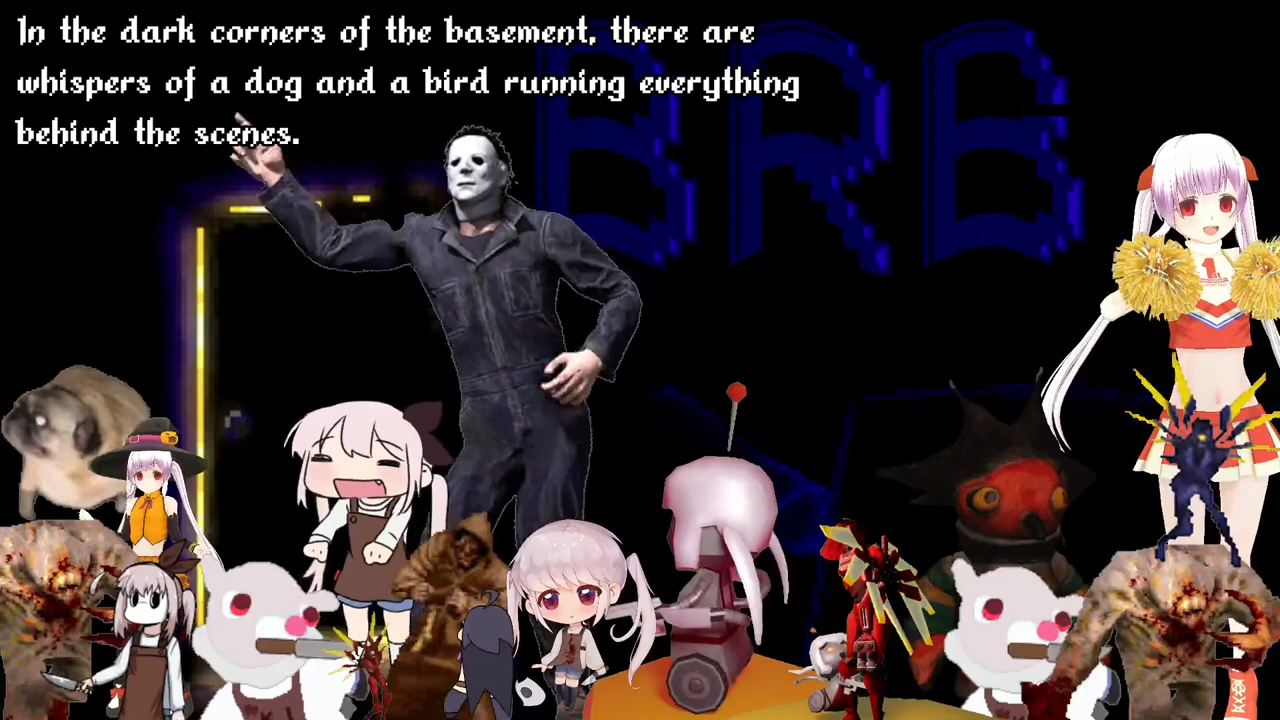 In the dark corners of the basement, there are
whispers of a dog and a bird running everything
behind the scenes.
BRB
1